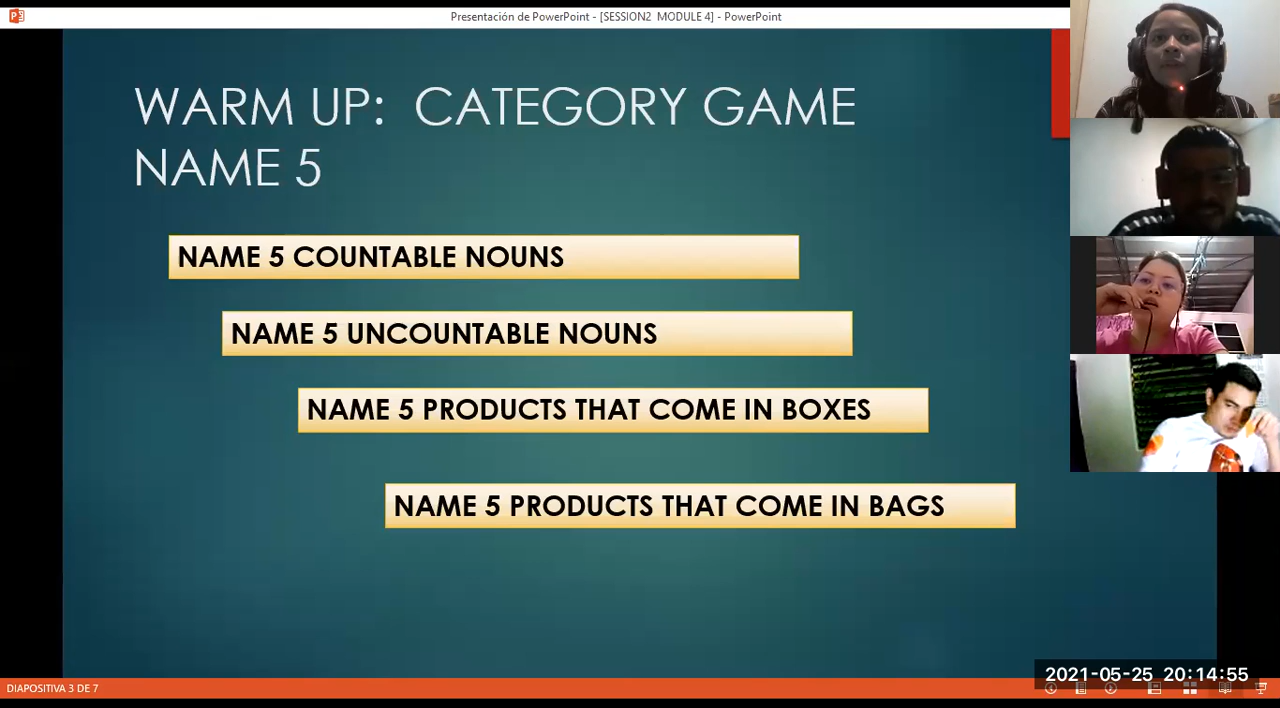 Presentación de PowerPoint - [SESSION2 MODULE 4] - PowerPoint
WARM UP: CATEGORY GAME
NAME 5
NAME 5 COUNTABLE NOUNS
NAME 5 UNCOUNTABLE NOUNS
NAME 5 PRODUCTS THAT COME IN BOXES
NAME 5 PRODUCTS THAT COME IN BAGS
2021-05-25 20:14:55
DIAPOSITIVA 3 DE 7